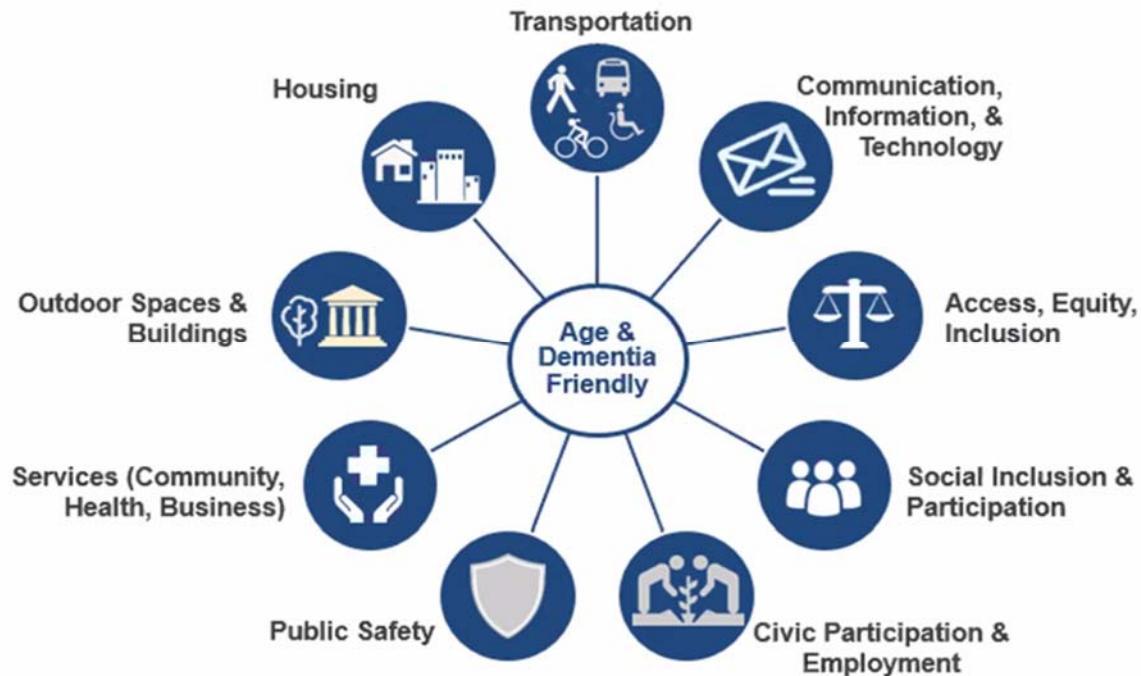 Transportation
Housing
Communication,
Information, &
Technology
Outdoor Spaces &
Buildings
Access, Equity,
Inclusion
Age &
Dementia
Friendly
Services (Community,
Health, Business)
Social Inclusion &
Participation
Public Safety
Civic Participation &
Employment